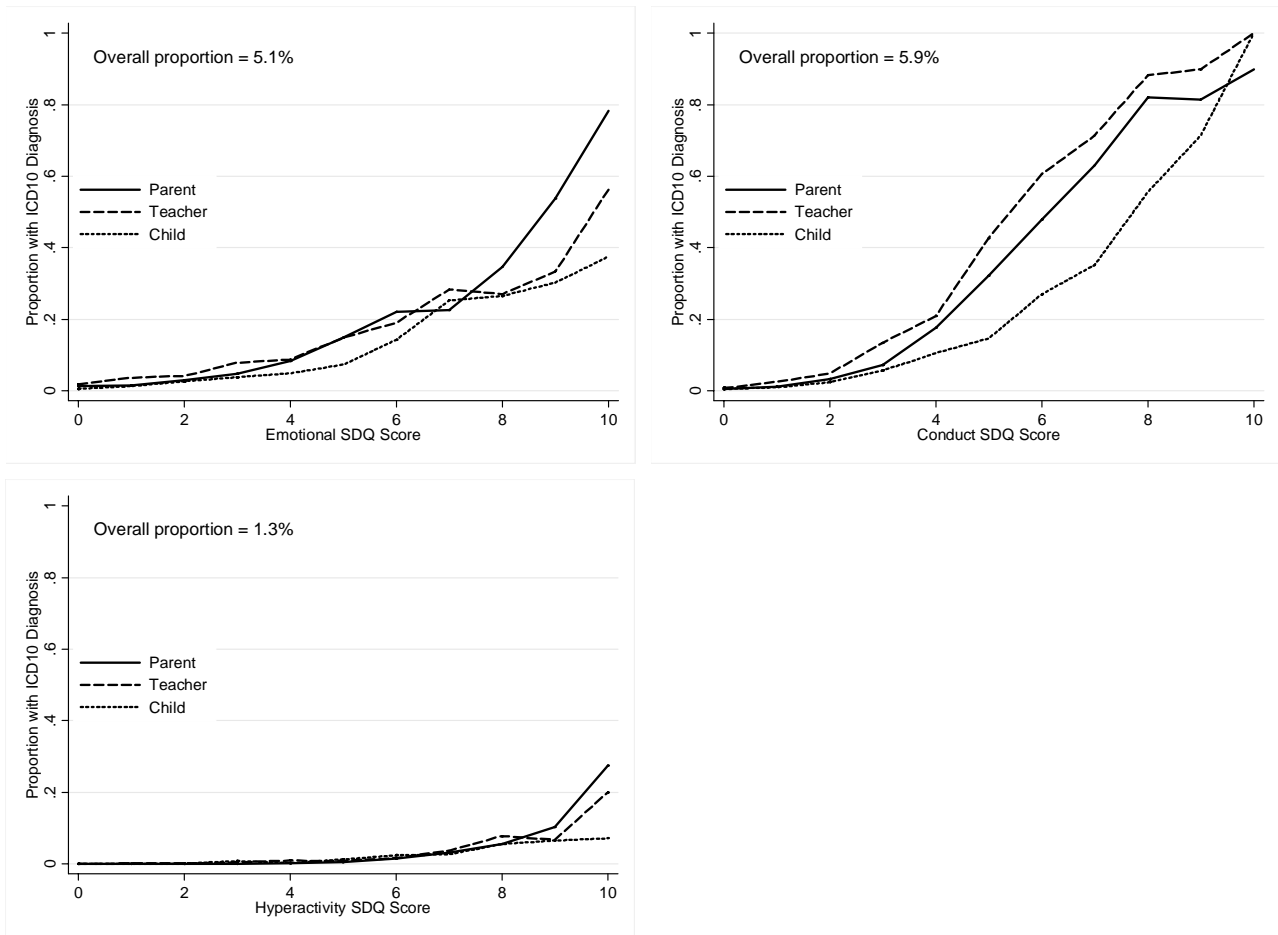 Overall proportion = 5.1%
Proportion with ICD10 Diagnosis
1
.8
.6
.4
.2
0
Parent
Teacher
Child
0 2 4 6 8 10
Emotional SDQ Score
Overall proportion = 5.9%
Proportion with ICD10 Diagnosis
1
.8
.6
.4
.2
0
Parent
Teacher
Child
0 2 4 6 8 10
Conduct SDQ Score
Overall proportion = 1.3%
Proportion with ICD10 Diagnosis
1
.8
.6
.4
.2
0
Parent
Teacher
Child
0 2 4 6 8 10
Hyperactivity SDQ Score